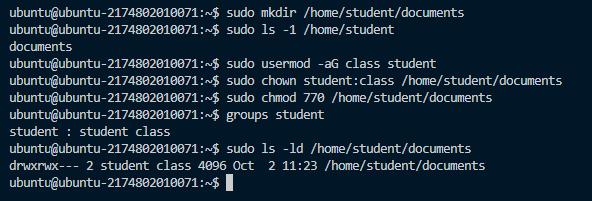 ubuntu@ubuntu-2174802010071:~$ sudo mkdir /home/student/documents
ubuntu@ubuntu-2174802010071:~$ sudo ls -1 /home/student
documents
ubuntu@ubuntu-2174802010071:~$ sudo usermod -aG class student
ubuntu@ubuntu-2174802010071:~$ sudo chown student:class /home/student/documents
ubuntu@ubuntu-2174802010071:~$ sudo chmod 770 /home/student/documents
ubuntu@ubuntu-2174802010071:~$ groups student
student : student class
ubuntu@ubuntu-2174802010071:~$ sudo ls -ld /home/student/documents
drwxrwx--- 2 student class 4096 Oct  2 11:23 /home/student/documents
ubuntu@ubuntu-2174802010071:~$